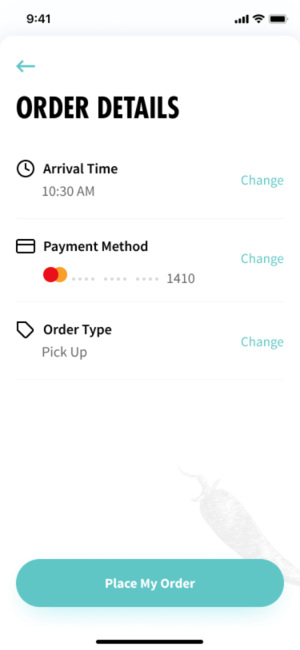 9:41
ORDER DETAILS
Arrival Time
10:30 AM
Change
Payment Method
.... .... .... 1410
Change
Order Type
Pick Up
Change
Place My Order